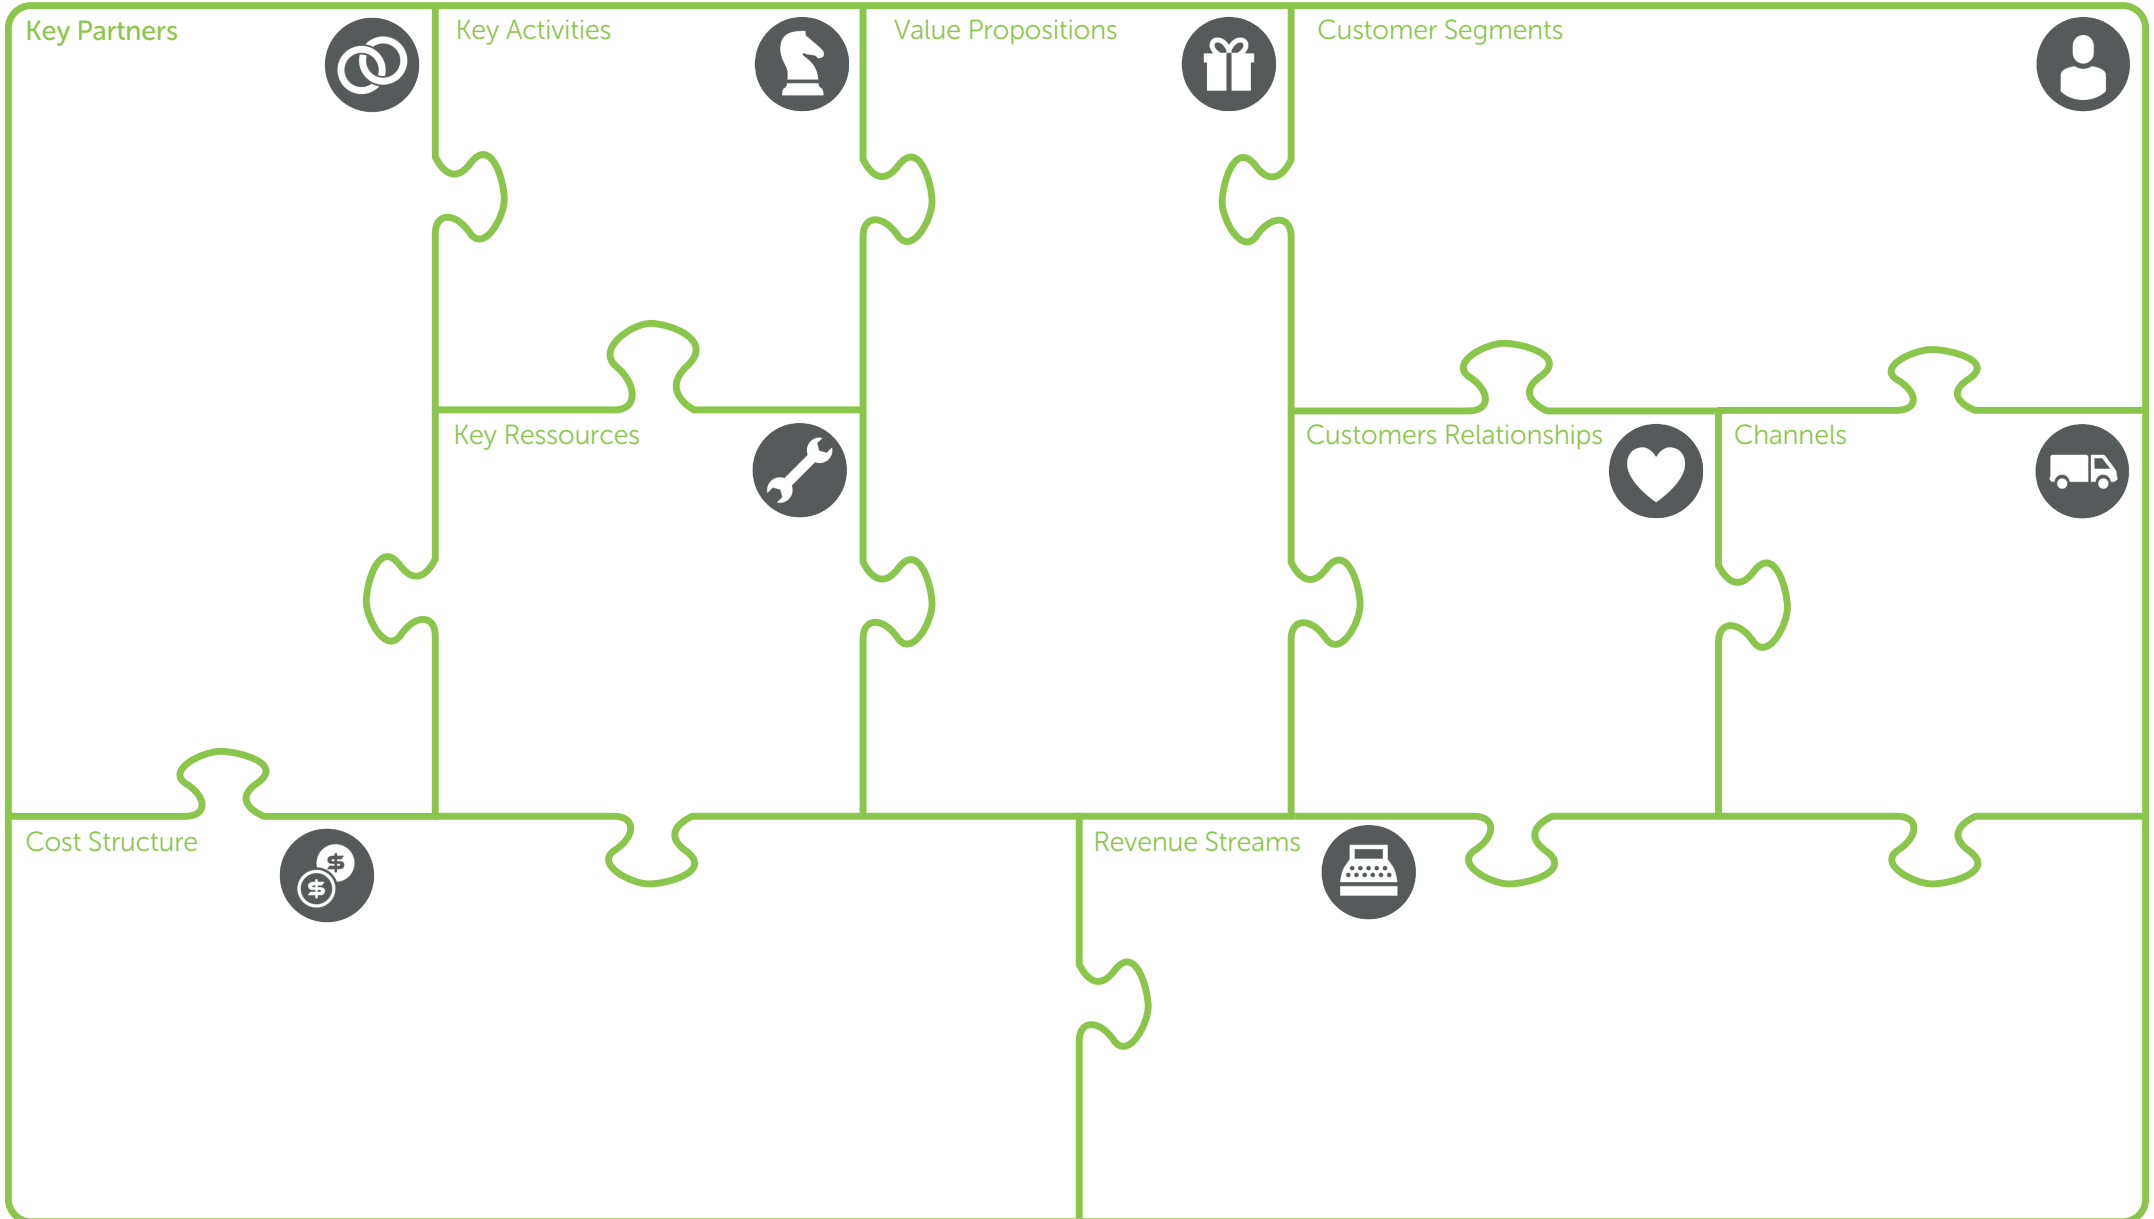 Key Partners
Key Activities
Value Propositions
Customer Segments
Key Ressources
Customers Relationships
Channels
Cost Structure
$
$
Revenue Streams